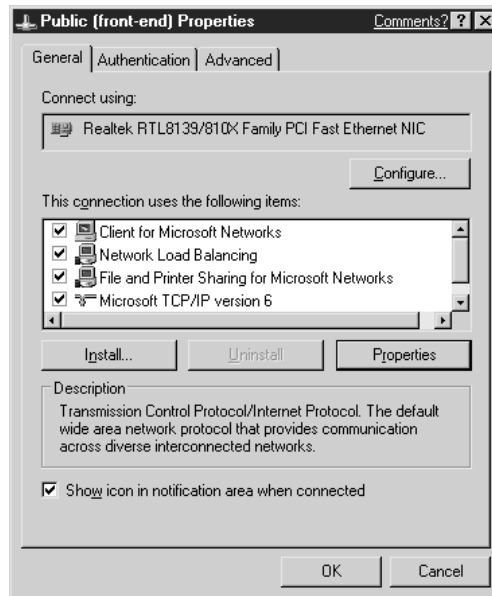 Public (front-end) Properties Comments? ? X
General Authentication Advanced
Connect using:
Realtek RTL8139/810X Family PCI Fast Ethernet NIC
Configure...
This connection uses the following items:
Client for Microsoft Networks
Network Load Balancing
File and Printer Sharing for Microsoft Networks
Microsoft TCP/IP version 6
Install... Uninstall Properties
Description
Transmission Control Protocol/Internet Protocol. The default
wide area network protocol that provides communication
across diverse interconnected networks.
Show icon in notification area when connected
OK Cancel